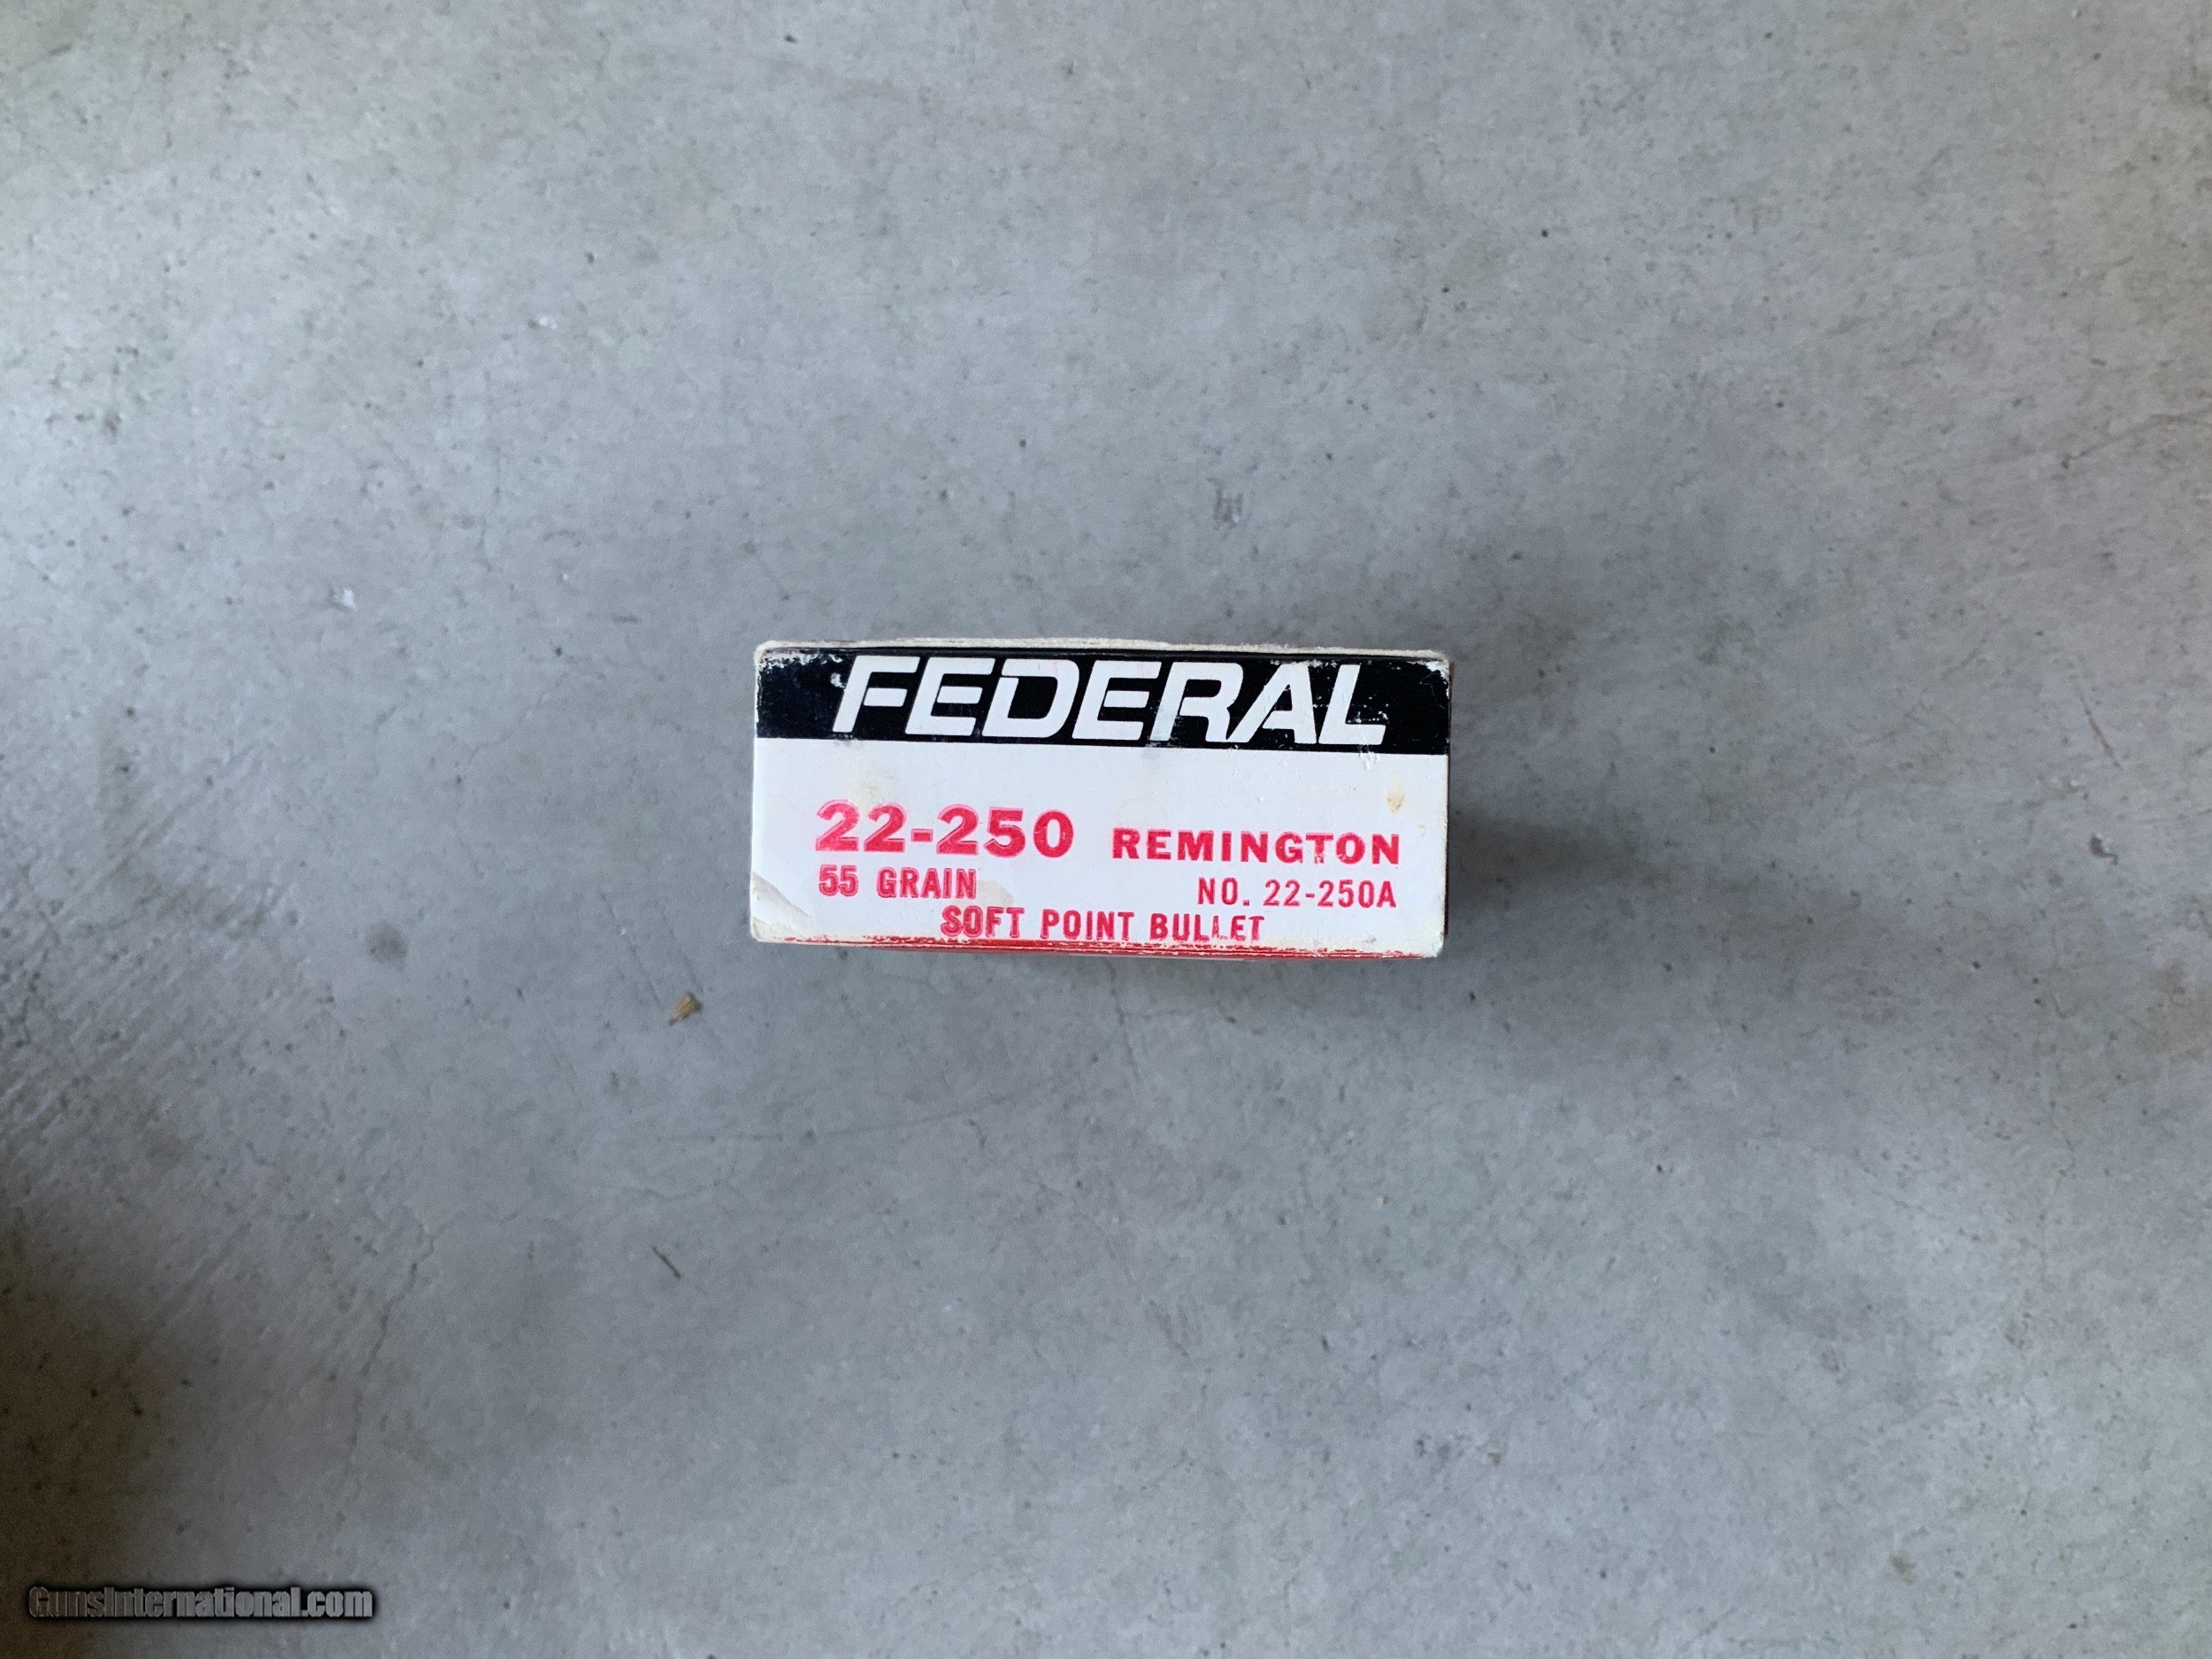 FEDERAL
22-250 REMINGTON
55 GRAIN NO. 22-250A
SOFT POINT BULLET
GunsInternational.com